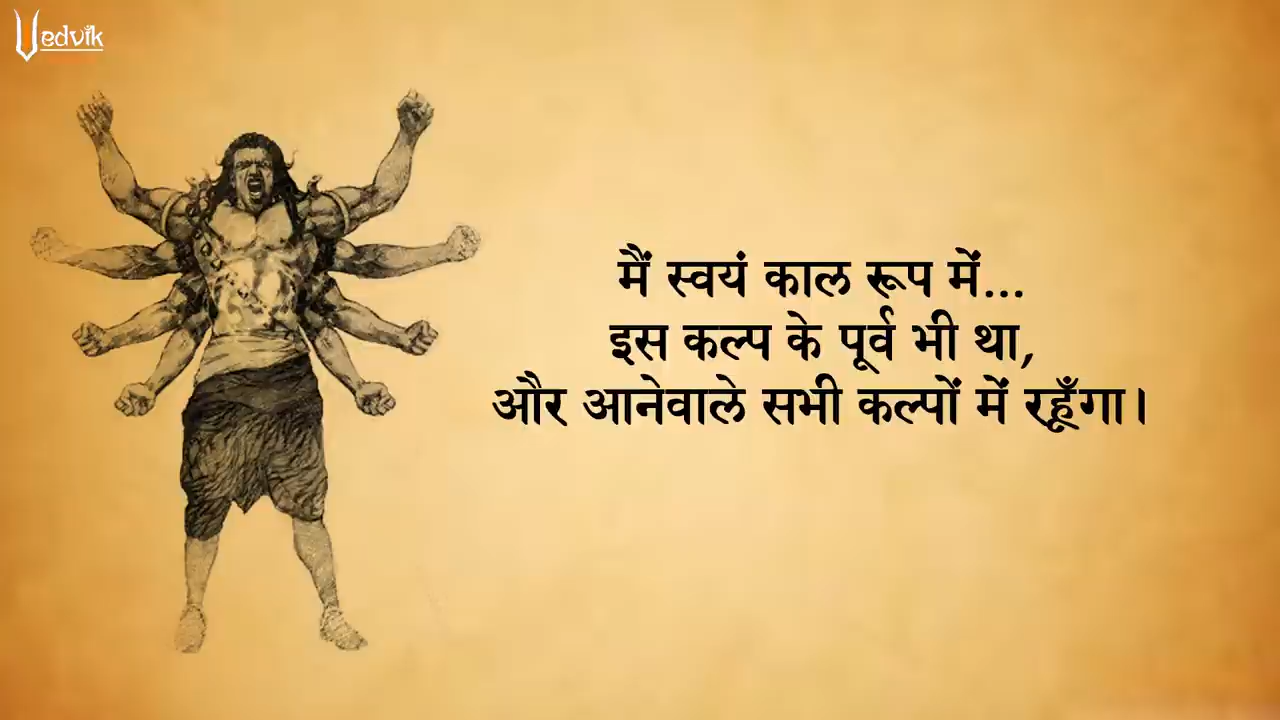 Vedvik
मैं स्वयं काल रूप में...
इस कल्प के पूर्व भी था,
और आनेवाले सभी कल्पों में रहूँगा।